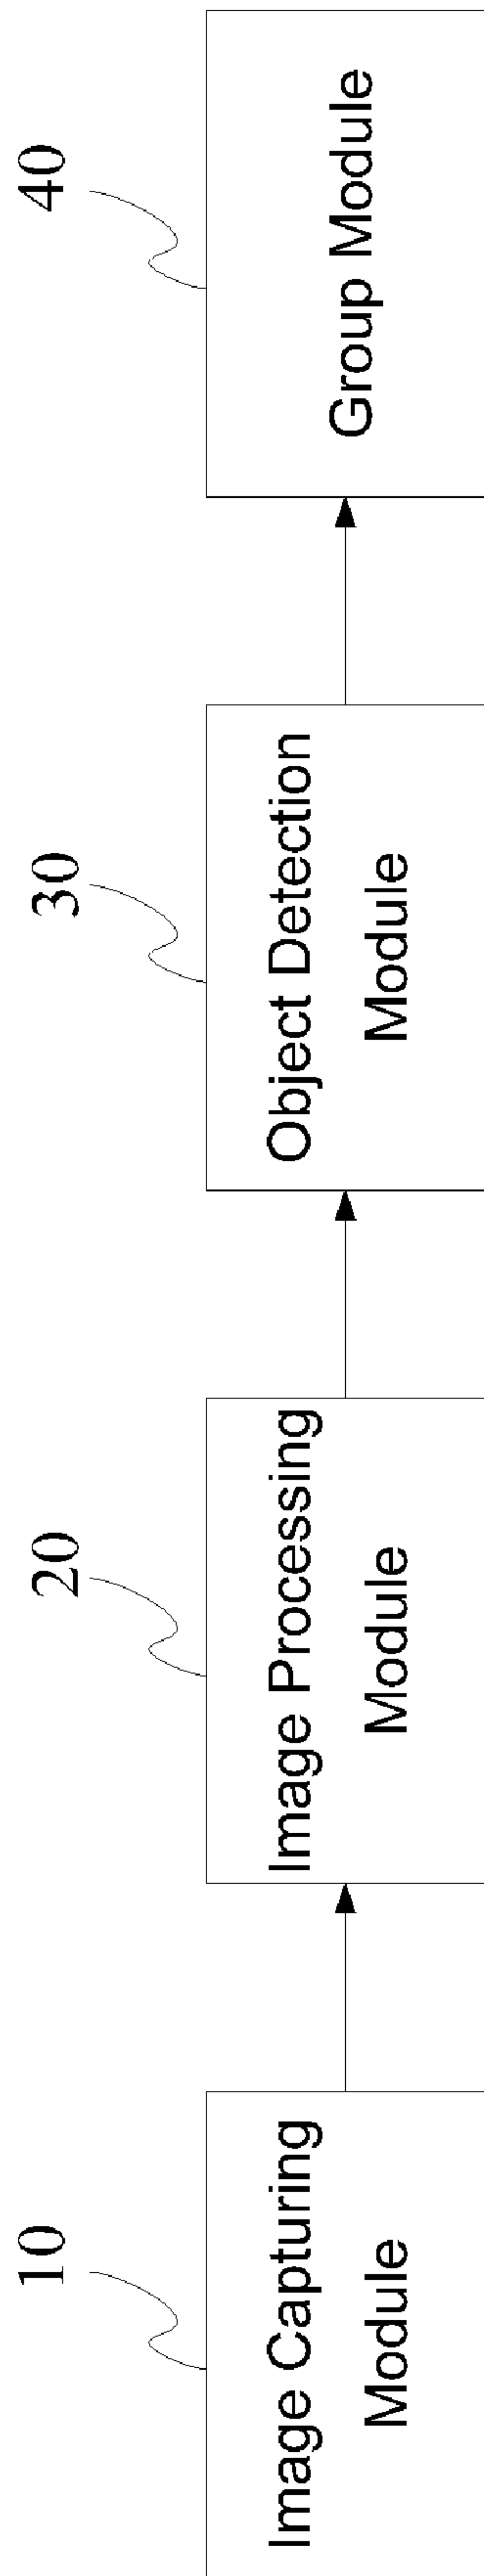 10
Image Capturing
Module
20
Image Processing
Module
30
Object Detection
Module
40
Group Module